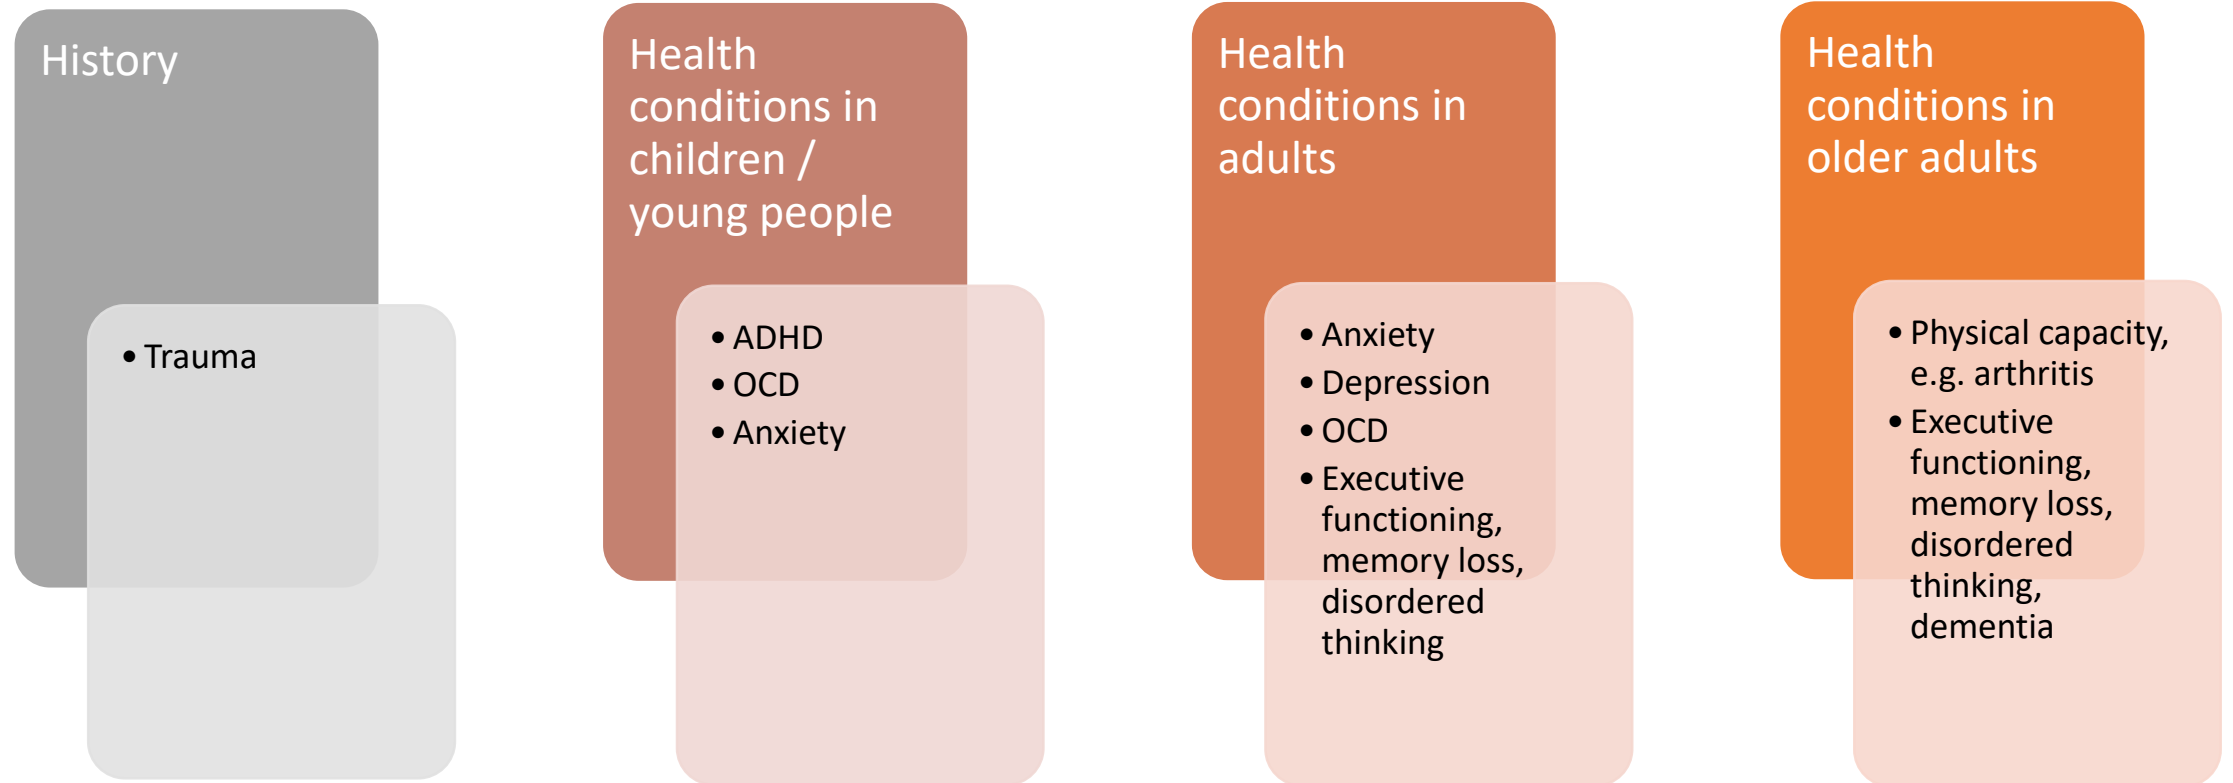 History
• Trauma
Health
conditions in
children /
young people
• ADHD
• OCD
• Anxiety
Health
conditions in
adults
• Anxiety
• Depression
• OCD
• Executive
functioning,
memory loss,
disordered
thinking
Health
conditions in
older adults
• Physical capacity,
e.g. arthritis
• Executive
functioning,
memory loss,
disordered
thinking,
dementia